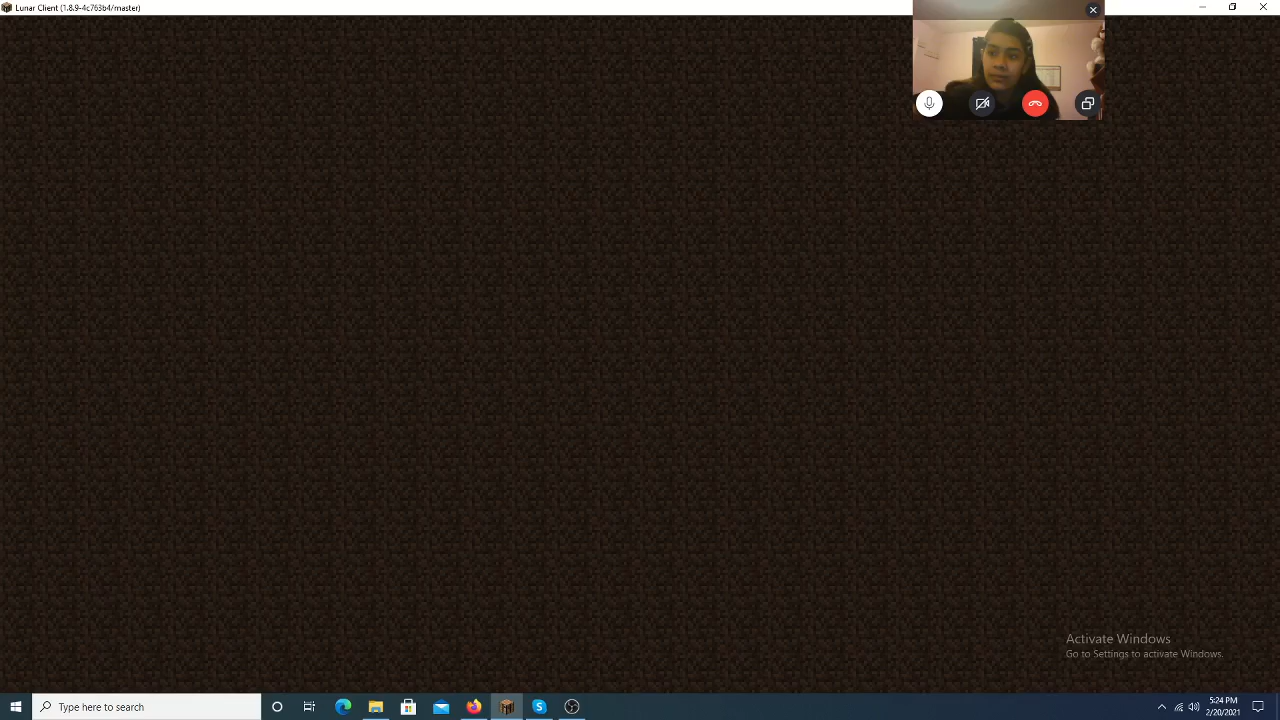 Lunar Client (1.8.9-4c763b4/master)
Activate Windows
Go to Settings to activate Windows.
Type here to search
5:24 PM
2/20/2021